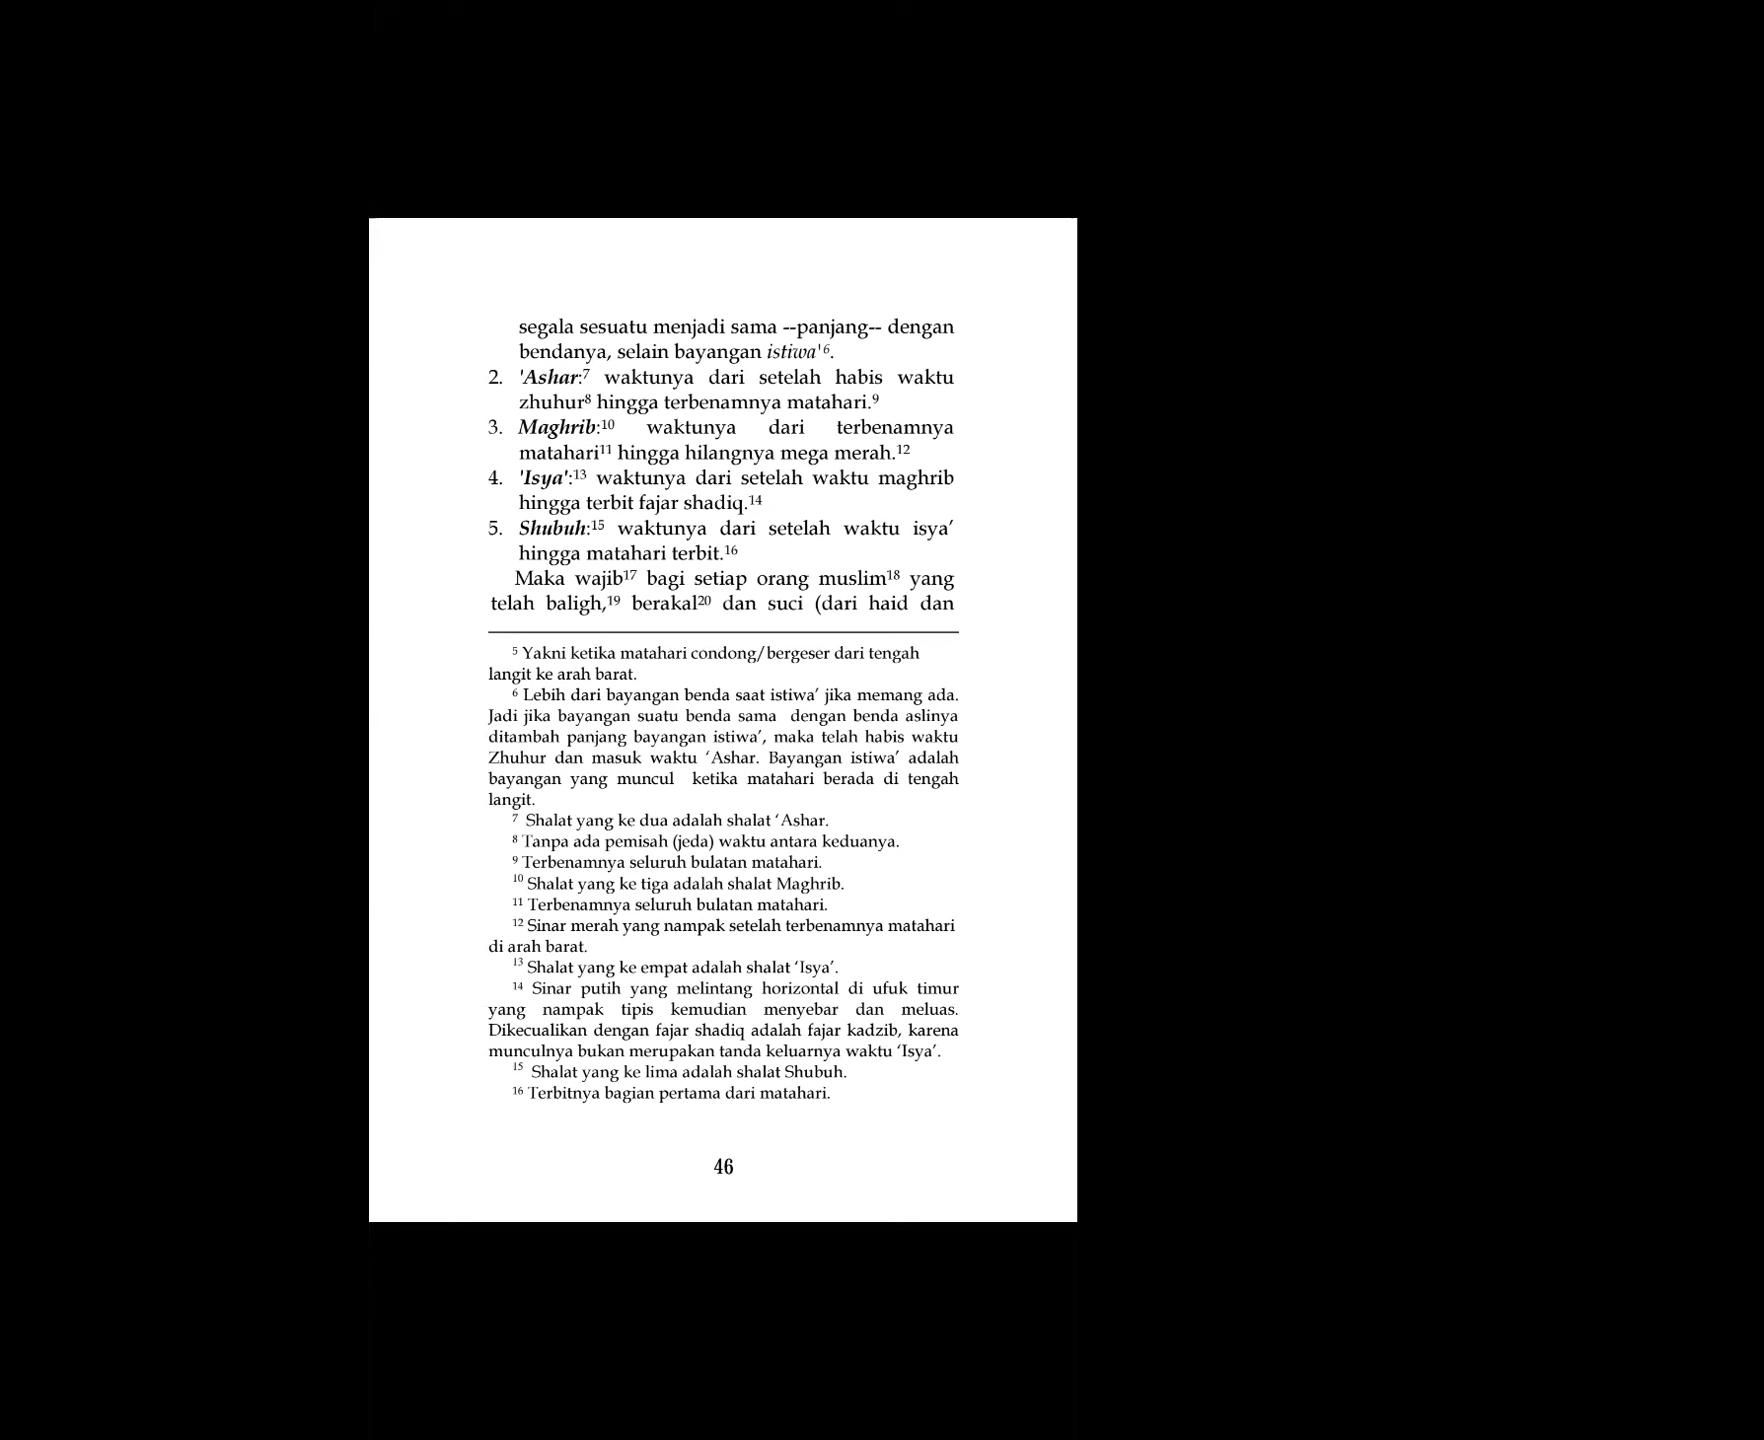 segala sesuatu menjadi sama --panjang-- dengan
bendanya, selain bayangan istiwa'⁶.
2. 'Ashar:⁷ waktunya dari setelah habis waktu
zhuhur⁸ hingga terbenamnya matahari.⁹
3. Maghrib:¹⁰ waktunya dari terbenamnya
matahari¹¹ hingga hilangnya mega merah.¹²
4. 'Isya':¹³ waktunya dari setelah waktu maghrib
hingga terbit fajar shadiq.¹⁴
5. Shubuh:¹⁵ waktunya dari setelah waktu isya’
hingga matahari terbit.¹⁶
Maka wajib¹⁷ bagi setiap orang muslim¹⁸ yang
telah baligh,¹⁹ berakal²⁰ dan suci (dari haid dan
⁵ Yakni ketika matahari condong/bergeser dari tengah
langit ke arah barat.
⁶ Lebih dari bayangan benda saat istiwa’ jika memang ada.
Jadi jika bayangan suatu benda sama dengan benda aslinya
ditambah panjang bayangan istiwa’, maka telah habis waktu
Zhuhur dan masuk waktu ‘Ashar. Bayangan istiwa’ adalah
bayangan yang muncul ketika matahari berada di tengah
langit.
⁷ Shalat yang ke dua adalah shalat ‘Ashar.
⁸ Tanpa ada pemisah (jeda) waktu antara keduanya.
⁹ Terbenamnya seluruh bulatan matahari.
¹⁰ Shalat yang ke tiga adalah shalat Maghrib.
¹¹ Terbenamnya seluruh bulatan matahari.
¹² Sinar merah yang nampak setelah terbenamnya matahari
di arah barat.
¹³ Shalat yang ke empat adalah shalat ‘Isya’.
¹⁴ Sinar putih yang melintang horizontal di ufuk timur
yang nampak tipis kemudian menyebar dan meluas.
Dikecualikan dengan fajar shadiq adalah fajar kadzib, karena
munculnya bukan merupakan tanda keluarnya waktu ‘Isya’.
¹⁵ Shalat yang ke lima adalah shalat Shubuh.
¹⁶ Terbitnya bagian pertama dari matahari.
46